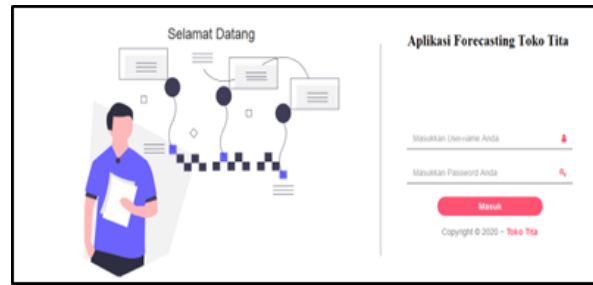 Selamat Datang
Aplikasi Forecasting Toko Tita
Masukkan Username Anda
Masukkan Password Anda
Masuk
Copyright © 2020 - Toko Tita